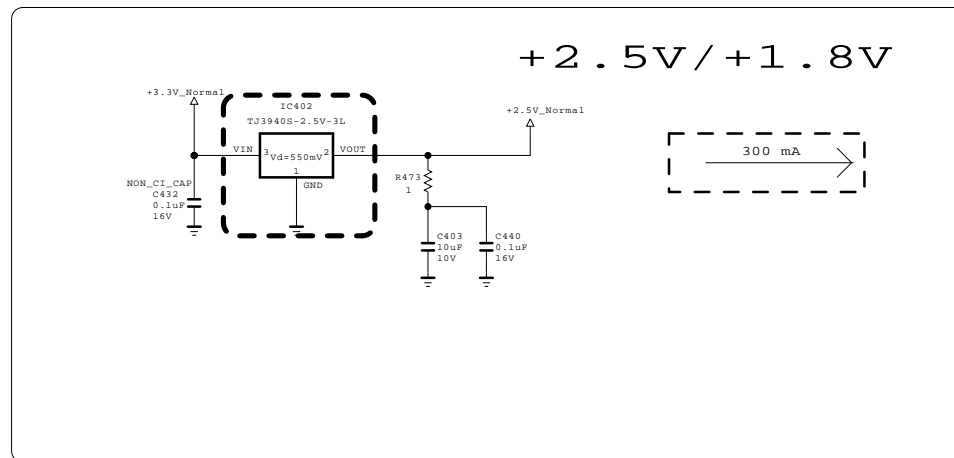 +2.5V/+1.8V
+3.3V_Normal
IC402
TJ3940S-2.5V-3L
+2.5V_Normal
300 mA
VIN
3
Vd=550mV
2
VOUT
1
GND
R473
1
NON_CI_CAP
C432
0.1uF
16V
C403
10uF
10V
C440
0.1uF
16V